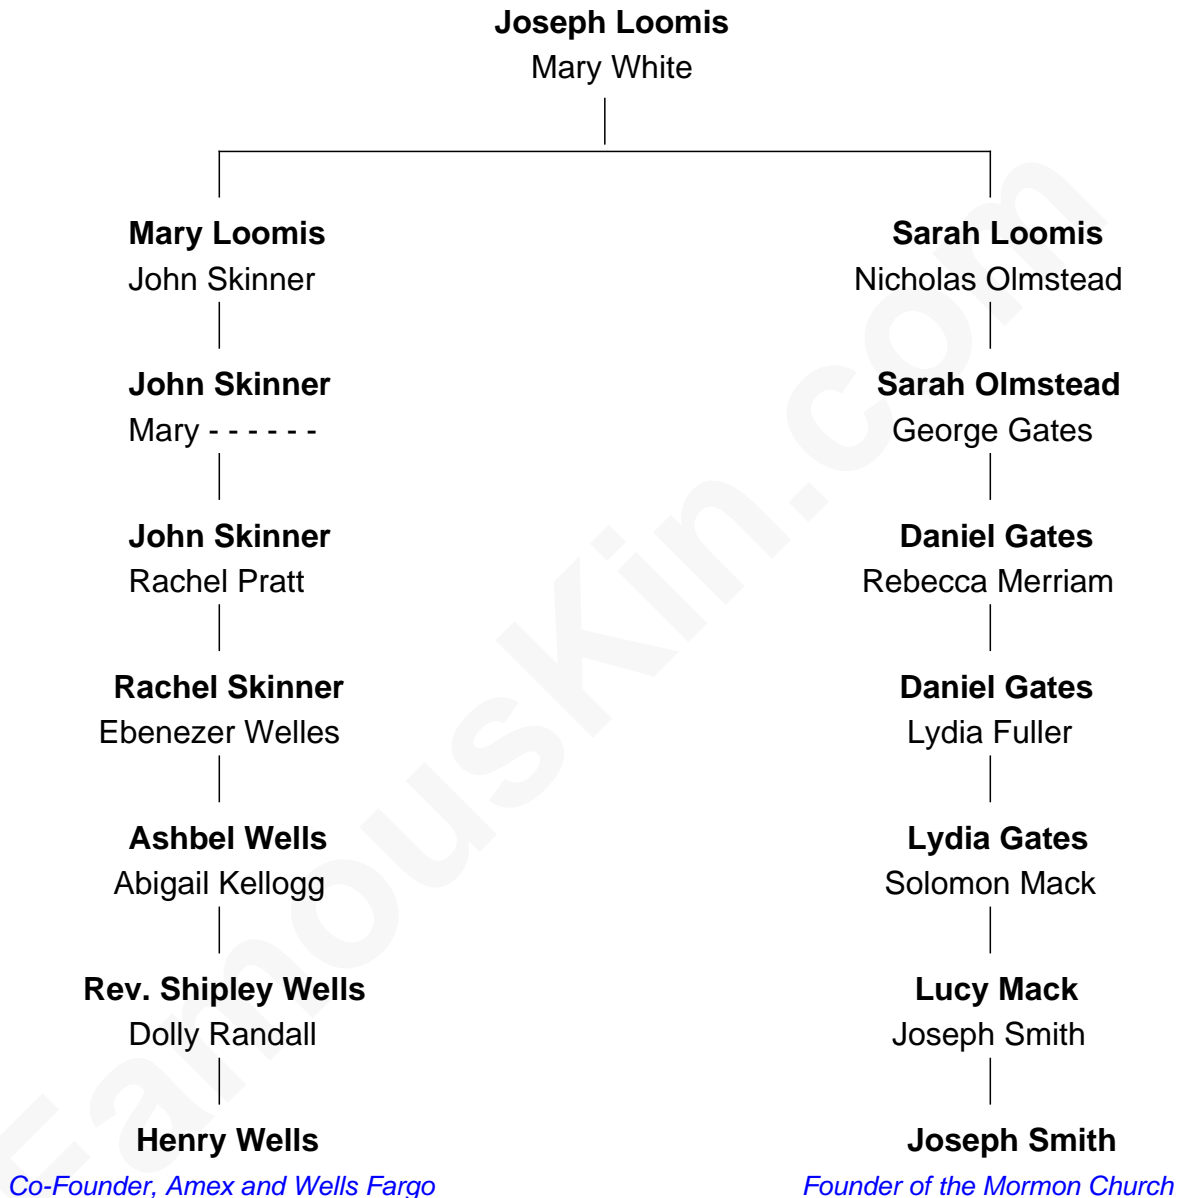 Joseph Loomis
Mary White
Mary Loomis
John Skinner
Sarah Loomis
Nicholas Olmstead
John Skinner
Mary - - - - - -
Sarah Olmstead
George Gates
John Skinner
Rachel Pratt
Daniel Gates
Rebecca Merriam
Rachel Skinner
Ebenezer Welles
Daniel Gates
Lydia Fuller
Ashbel Wells
Abigail Kellogg
Lydia Gates
Solomon Mack
Rev. Shipley Wells
Dolly Randall
Lucy Mack
Joseph Smith
Henry Wells
Co-Founder, Amex and Wells Fargo
Joseph Smith
Founder of the Mormon Church
FamousKin.com